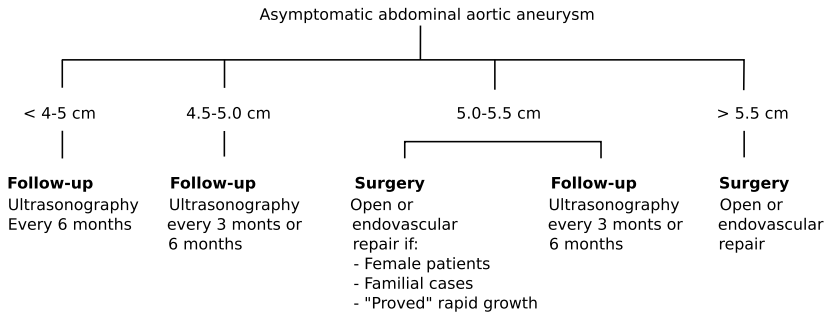 Asymptomatic abdominal aortic aneurysm
< 4-5 cm
4.5-5.0 cm
5.0-5.5 cm
> 5.5 cm
Follow-up
Ultrasonography
Every 6 months
Follow-up
Ultrasonography
every 3 monts or
6 months
Surgery
Open or
endovascular
repair if:
- Female patients
- Familial cases
- "Proved" rapid growth
Follow-up
Ultrasonography
every 3 monts or
6 months
Surgery
Open or
endovascular
repair